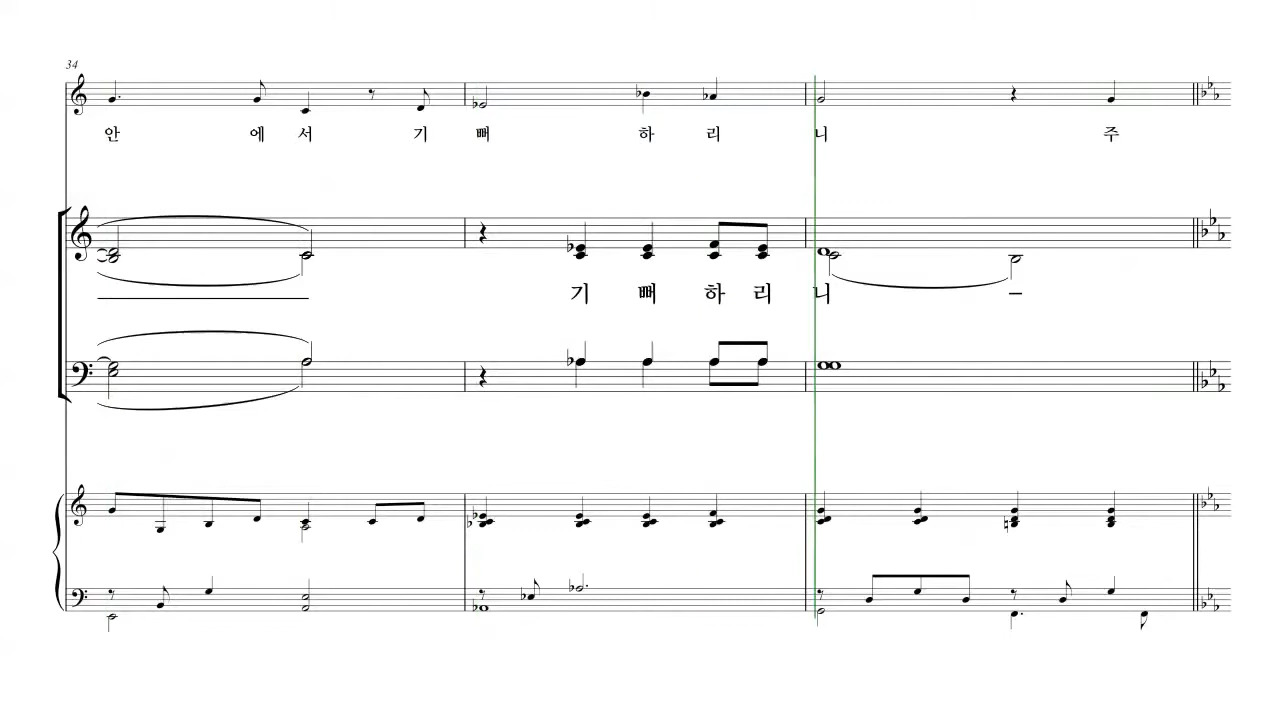 34
안 에 서 기 뻐 하 리 니 주
기 뻐 하 리 니